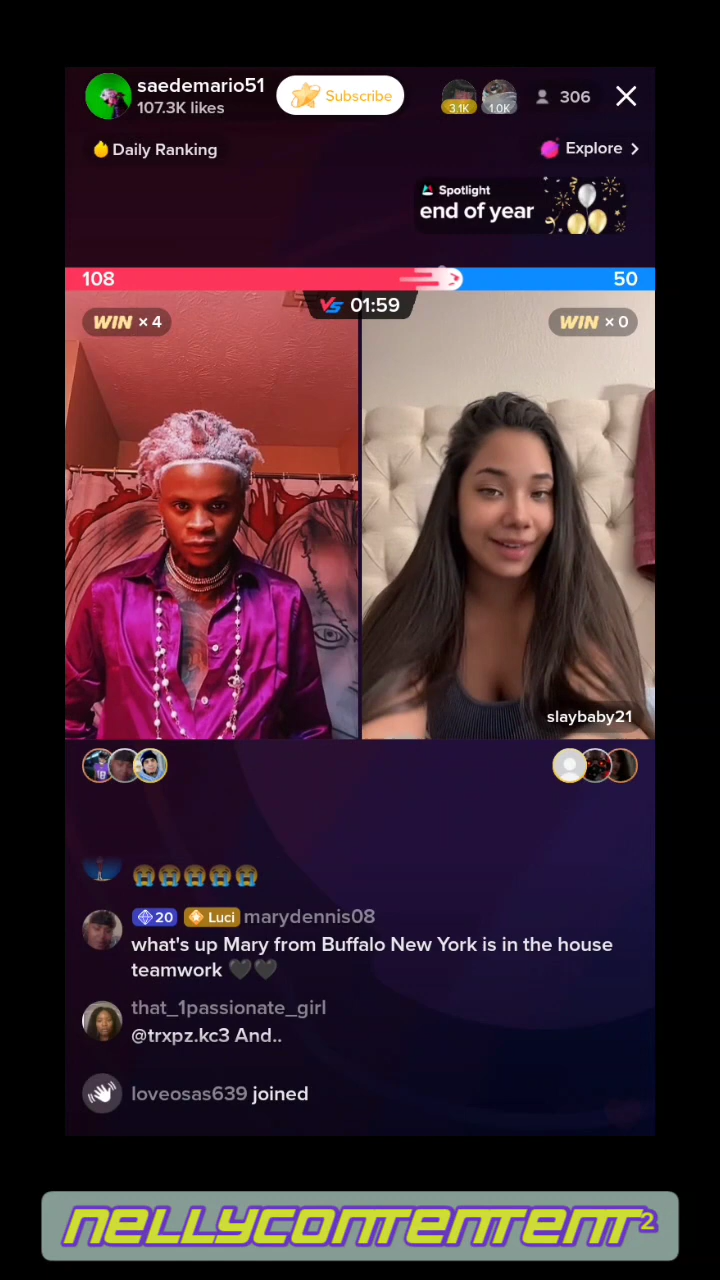 saedemario51
107.3K likes
Subscribe
3.1K
1.0K
306
Daily Ranking
Explore
Spotlight
end of year
108
50
VS 01:59
WIN × 4
WIN × 0
slaybaby21
18
😭😭😭😭😭
20 Luci marydennis08
what's up Mary from Buffalo New York is in the house
teamwork 🖤🖤
that_1passionate_girl
@trxpz.kc3 And..
loveosas639 joined
NELLYCONTENTENT²